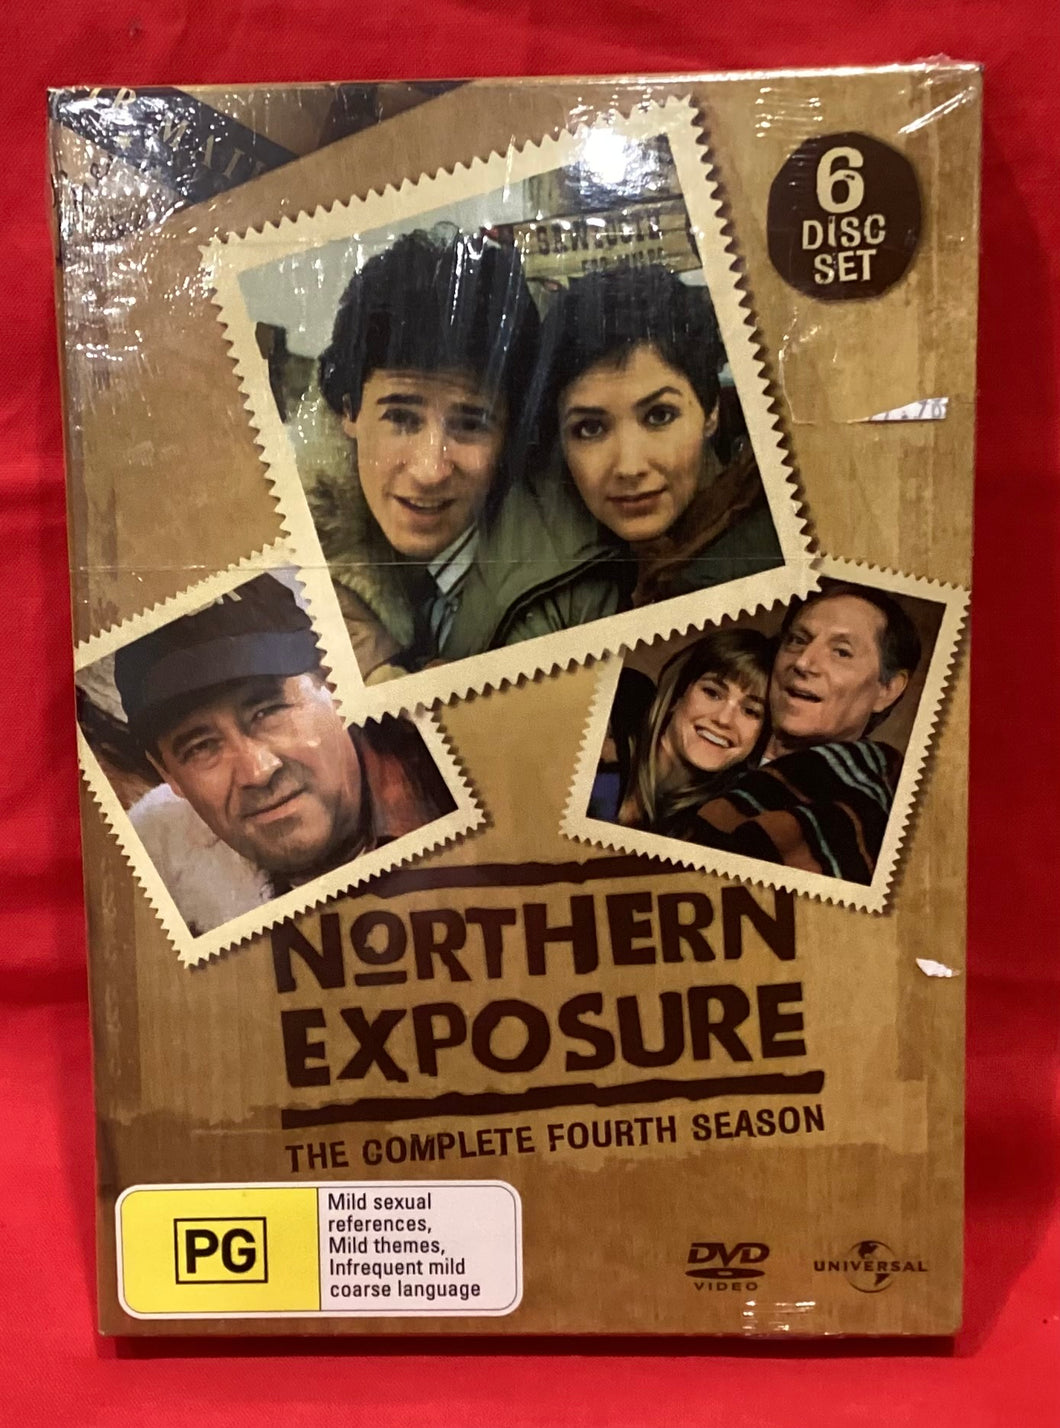 6
DISC
SET
NORTHERN
EXPOSURE
THE COMPLETE FOURTH SEASON
PG
Mild sexual
references,
Mild themes,
Infrequent mild
coarse language
DVD
VIDEO
UNIVERSAL